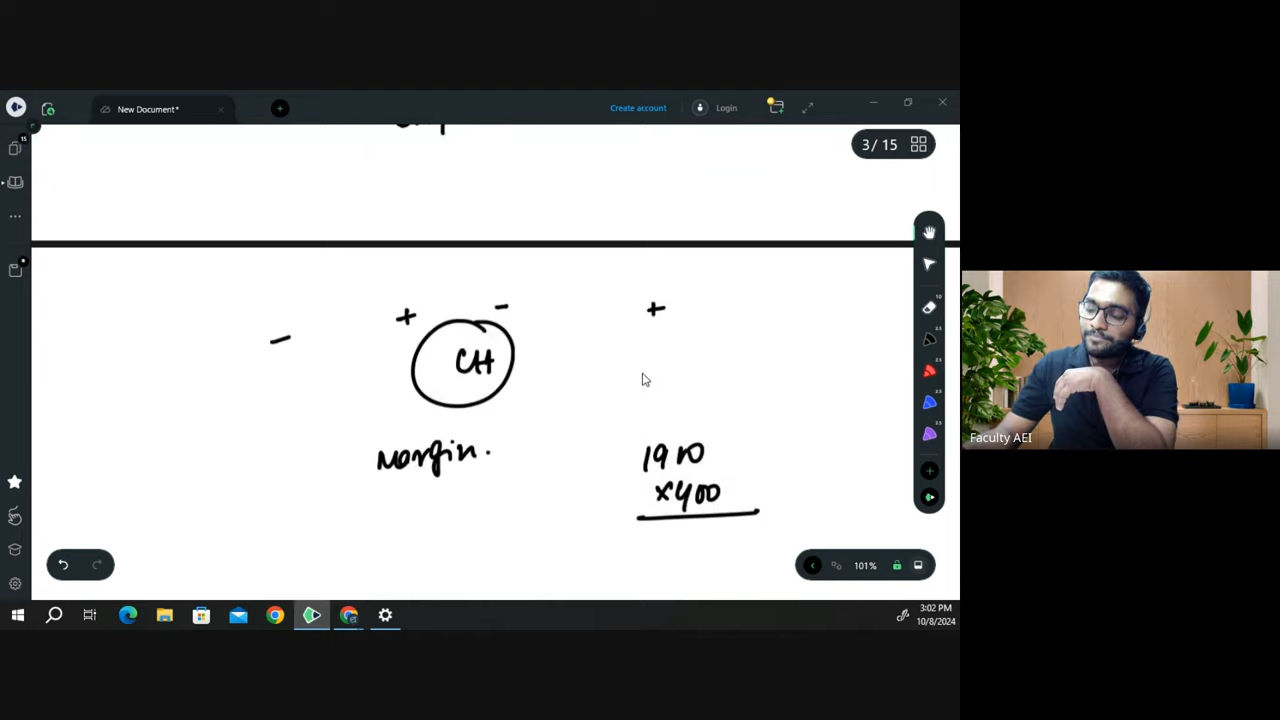 New Document*
Create account
Login
15
3/ 15
+ -
- +
CH
Margin.
1910
x400
101%
3:02 PM
10/8/2024
Faculty AEI